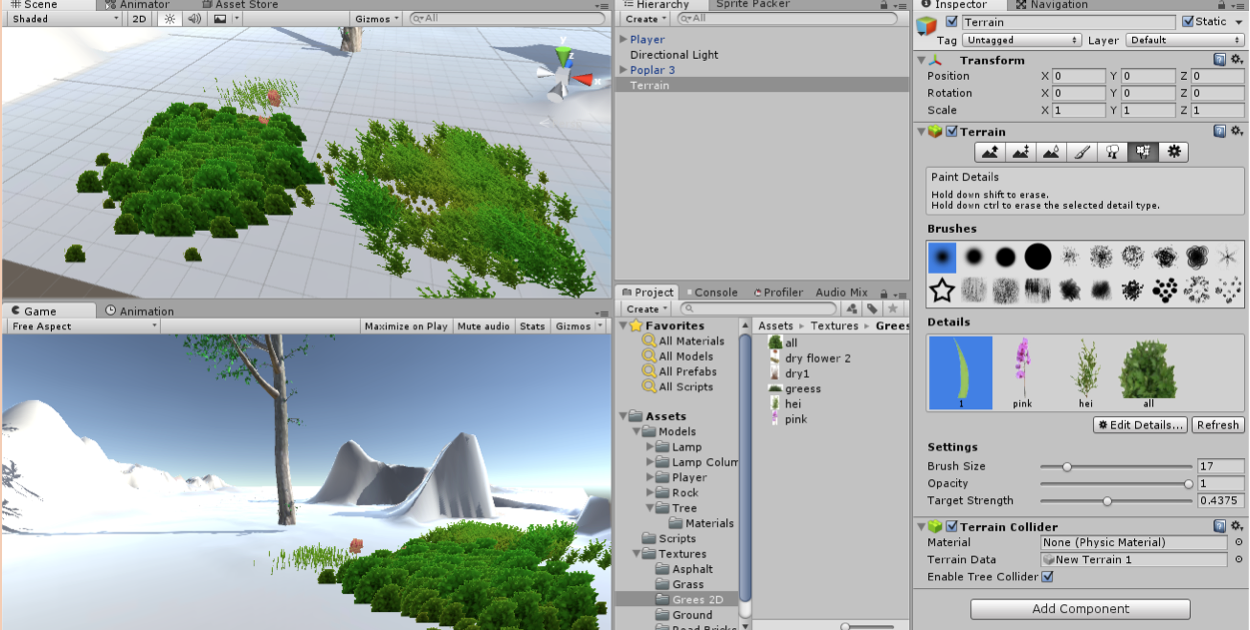 Scene Animator Asset Store
Shaded 2D Gizmos All
y
z
x
Game Animation
Free Aspect Maximize on Play Mute audio Stats Gizmos
Hierarchy Sprite Packer
Create All
Player
Directional Light
Poplar 3
Terrain
Project Console Profiler Audio Mix
Create
Favorites
All Materials
All Models
All Prefabs
All Scripts
Assets
Models
Lamp
Lamp Colum
Player
Rock
Tree
Materials
Scripts
Textures
Asphalt
Grass
Grees 2D
Ground
Road Bricks
Assets Textures Grees
all
dry flower 2
dry1
greess
hei
pink
Inspector Navigation
Terrain Static
Tag Untagged Layer Default
Transform
Position X 0 Y 0 Z 0
Rotation X 0 Y 0 Z 0
Scale X 1 Y 1 Z 1
Terrain
Paint Details
Hold down shift to erase.
Hold down ctrl to erase the selected detail type.
Brushes
Details
1 pink hei all
Edit Details... Refresh
Settings
Brush Size 17
Opacity 1
Target Strength 0.4375
Terrain Collider
Material None (Physic Material)
Terrain Data New Terrain 1
Enable Tree Collider
Add Component